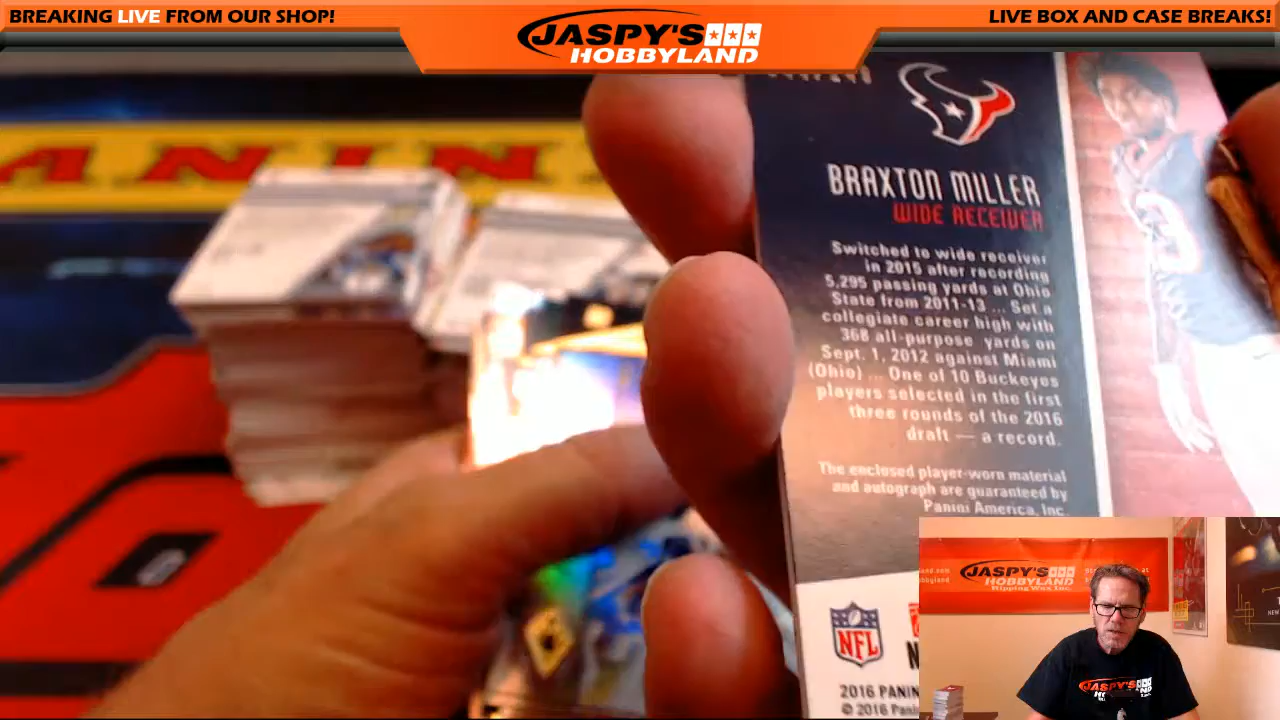 BREAKING LIVE FROM OUR SHOP!
JASPY'S
HOBBYLAND
LIVE BOX AND CASE BREAKS!
PANINI
BRAXTON MILLER
WIDE RECEIVER
Switched to wide receiver
in 2015 after recording
5,295 passing yards at Ohio
State from 2011-13 ... Set a
collegiate career high with
368 all-purpose yards on
Sept. 1, 2012 against Miami
(Ohio) ... One of 10 Buckeyes
players selected in the first
three rounds of the 2016
draft — a record.
The enclosed player-worn material
and autograph are guaranteed by
Panini America, Inc.
NFL
2016 PANIN
© 2016 Pani
JASPY'S
HOBBYLAND
Ripping Wax Inc.
JASPY'S